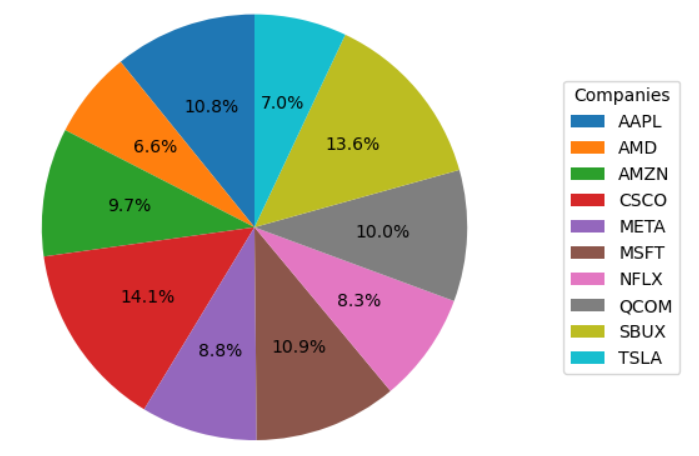 10.8%
7.0%
6.6%
13.6%
9.7%
10.0%
14.1%
8.3%
8.8%
10.9%
Companies
AAPL
AMD
AMZN
CSCO
META
MSFT
NFLX
QCOM
SBUX
TSLA